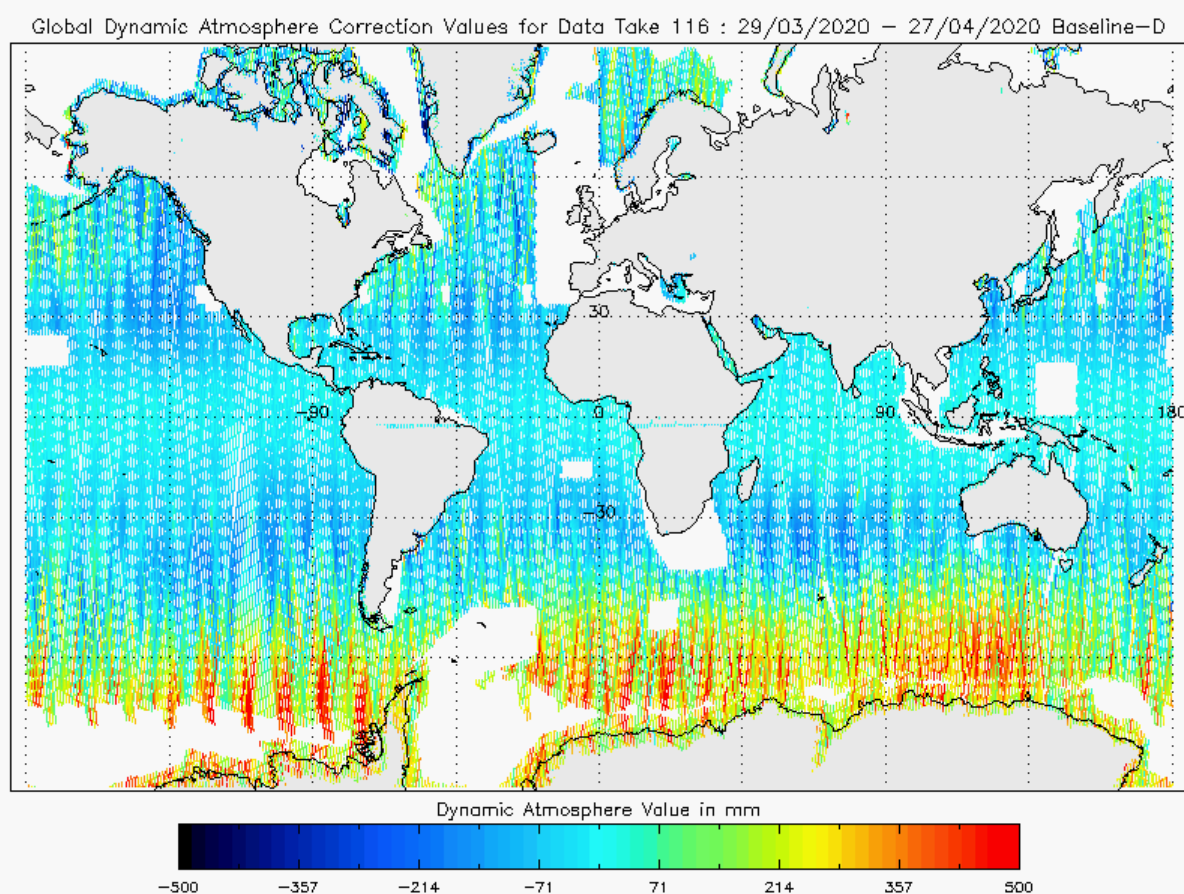 Global Dynamic Atmosphere Correction Values for Data Take 116 : 29/03/2020 – 27/04/2020 Baseline-D
30
-90 0 90 180
-30
Dynamic Atmosphere Value in mm
-500 -357 -214 -71 71 214 357 500